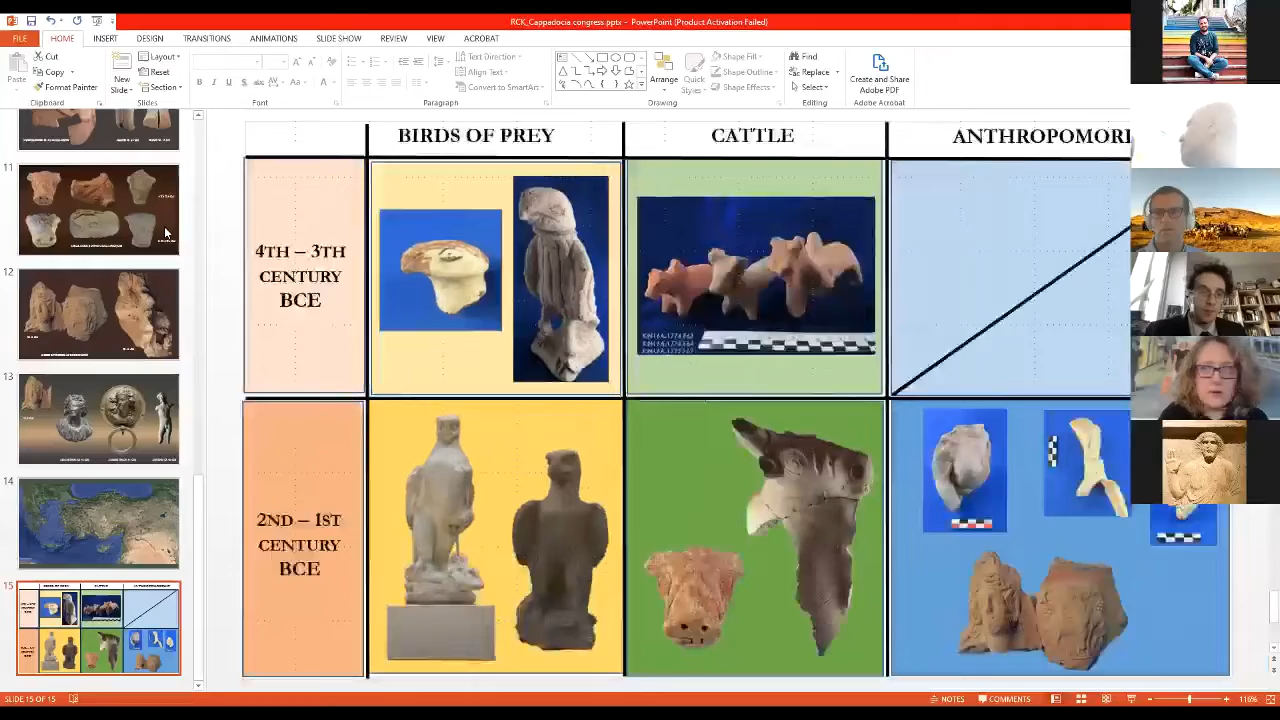 RCK_Cappadocia congress.pptx - PowerPoint (Product Activation Failed)
FILE HOME INSERT DESIGN TRANSITIONS ANIMATIONS SLIDE SHOW REVIEW VIEW ACROBAT
Paste
Cut
Copy
Format Painter
Clipboard
New
Slide
Layout
Reset
Section
Slides
Font
Text Direction
Align Text
Convert to SmartArt
Paragraph
Arrange
Quick
Styles
Shape Fill
Shape Outline
Shape Effects
Drawing
Find
Replace
Select
Editing
Create and Share
Adobe PDF
Adobe Acrobat
11
12
13
14
15
BIRDS OF PREY CATTLE ANTHROPOMOR
4TH – 3TH
CENTURY
BCE
2ND – 1ST
CENTURY
BCE
SLIDE 15 OF 15
NOTES COMMENTS 116%